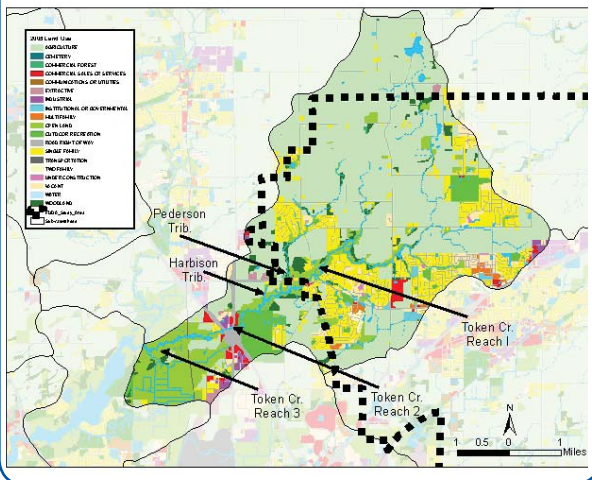 2005 Land Use
AGRICULTURE
CEMETERY
COMMERCIAL FOREST
COMMERCIAL SALES OR SERVICES
COMMUNICATIONS OR UTILITIES
EXTRACTIVE
INDUSTRIAL
INSTITUTIONAL OR GOVERNMENTAL
MULTIFAMILY
OPEN LAND
OUTDOOR RECREATION
ROAD RIGHT OF WAY
SINGLE FAMILY
TRANSPORTATION
TWO FAMILY
UNDER CONSTRUCTION
VACANT
WATER
WOODLAND
Pederson
Trib.
Harbison
Trib.
Token Cr.
Reach 1
Token Cr.
Reach 2
Token Cr.
Reach 3
N
1 0.5 0 1
Miles